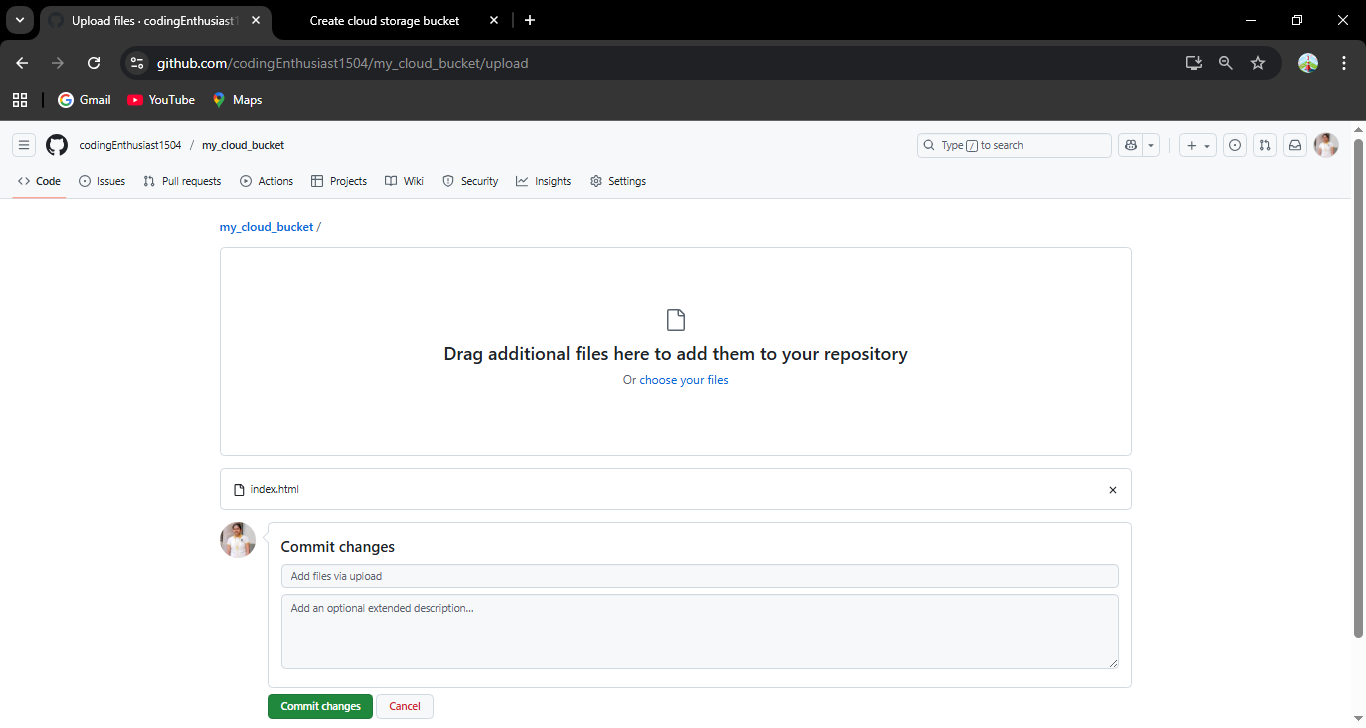 Upload files · codingEnthusiast1
Create cloud storage bucket
github.com/codingEnthusiast1504/my_cloud_bucket/upload
Gmail
YouTube
Maps
codingEnthusiast1504 / my_cloud_bucket
Type / to search
Code
Issues
Pull requests
Actions
Projects
Wiki
Security
Insights
Settings
my_cloud_bucket /
Drag additional files here to add them to your repository
Or choose your files
index.html
Commit changes
Add files via upload
Add an optional extended description...
Commit changes
Cancel